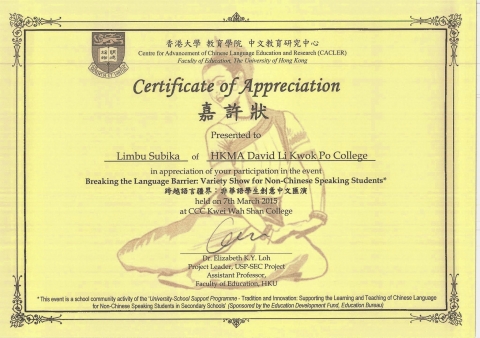 香港大學 教育學院 中文教育研究中心
Centre for Advancement of Chinese Language Education and Research (CACLER)
Faculty of Education, The University of Hong Kong
Certificate of Appreciation
嘉許狀
Presented to
Limbu Subika of HKMA David Li Kwok Po College
in appreciation of your participation in the event
Breaking the Language Barrier: Variety Show for Non-Chinese Speaking Students*
跨越語言疆界：非華語學生創意中文匯演
held on 7th March 2015
at CCC Kwei Wah Shan College
Dr. Elizabeth K.Y. Loh
Project Leader, USP-SEC Project
Assistant Professor,
Faculty of Education, HKU
* This event is a school community activity of the 'University-School Support Programme - Tradition and Innovation: Supporting the Learning and Teaching of Chinese Language
for Non-Chinese Speaking Students in Secondary Schools' (Sponsored by the Education Development Fund, Education Bureau)